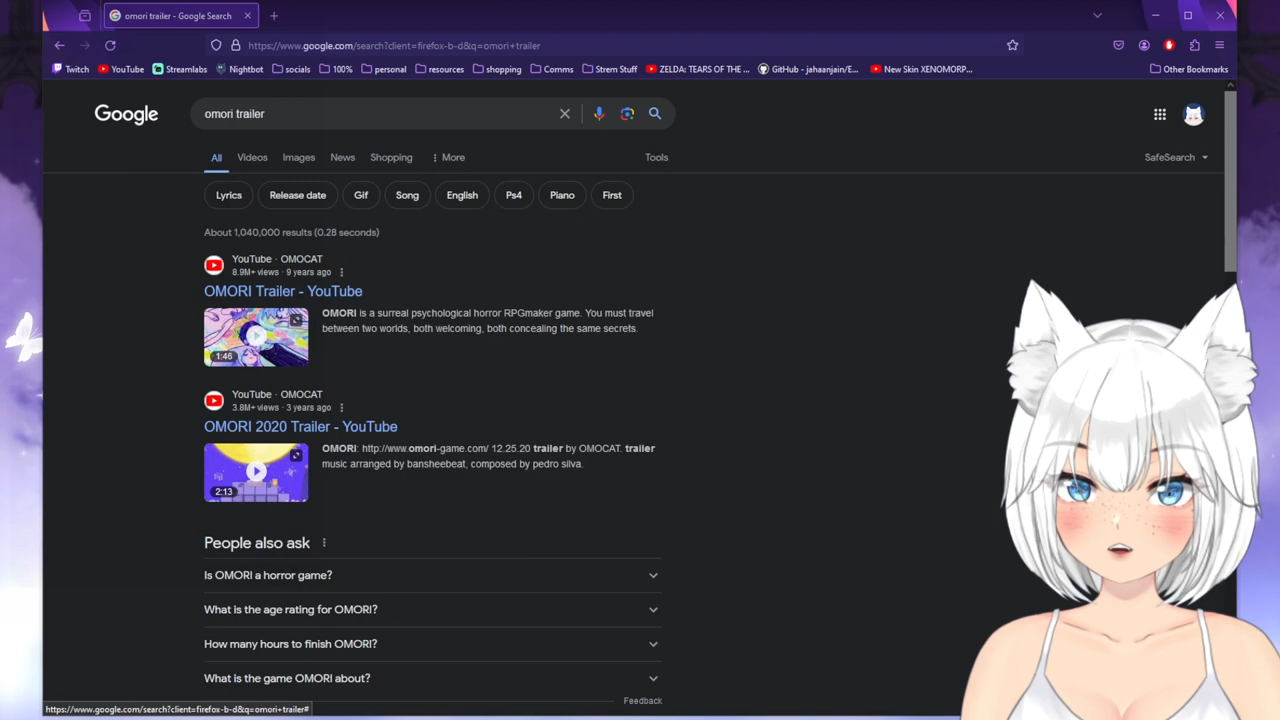 omori trailer - Google Search
https://www.google.com/search?client=firefox-b-d&q=omori+trailer
Twitch YouTube Streamlabs Nightbot socials 100% personal resources shopping Comms Strem Stuff ZELDA: TEARS OF THE ... GitHub - jahaanjain/E... New Skin XENOMORP... Other Bookmarks
Google omori trailer
All Videos Images News Shopping More Tools SafeSearch
Lyrics Release date Gif Song English Ps4 Piano First
About 1,040,000 results (0.28 seconds)
YouTube · OMOCAT
8.9M+ views · 9 years ago
OMORI Trailer - YouTube
OMORI is a surreal psychological horror RPGmaker game. You must travel
between two worlds, both welcoming, both concealing the same secrets.
1:46
YouTube · OMOCAT
3.8M+ views · 3 years ago
OMORI 2020 Trailer - YouTube
OMORI: http://www.omori-game.com/ 12.25.20 trailer by OMOCAT. trailer
music arranged by bansheebeat, composed by pedro silva.
2:13
People also ask
Is OMORI a horror game?
What is the age rating for OMORI?
How many hours to finish OMORI?
What is the game OMORI about?
Feedback
https://www.google.com/search?client=firefox-b-d&q=omori+trailer#